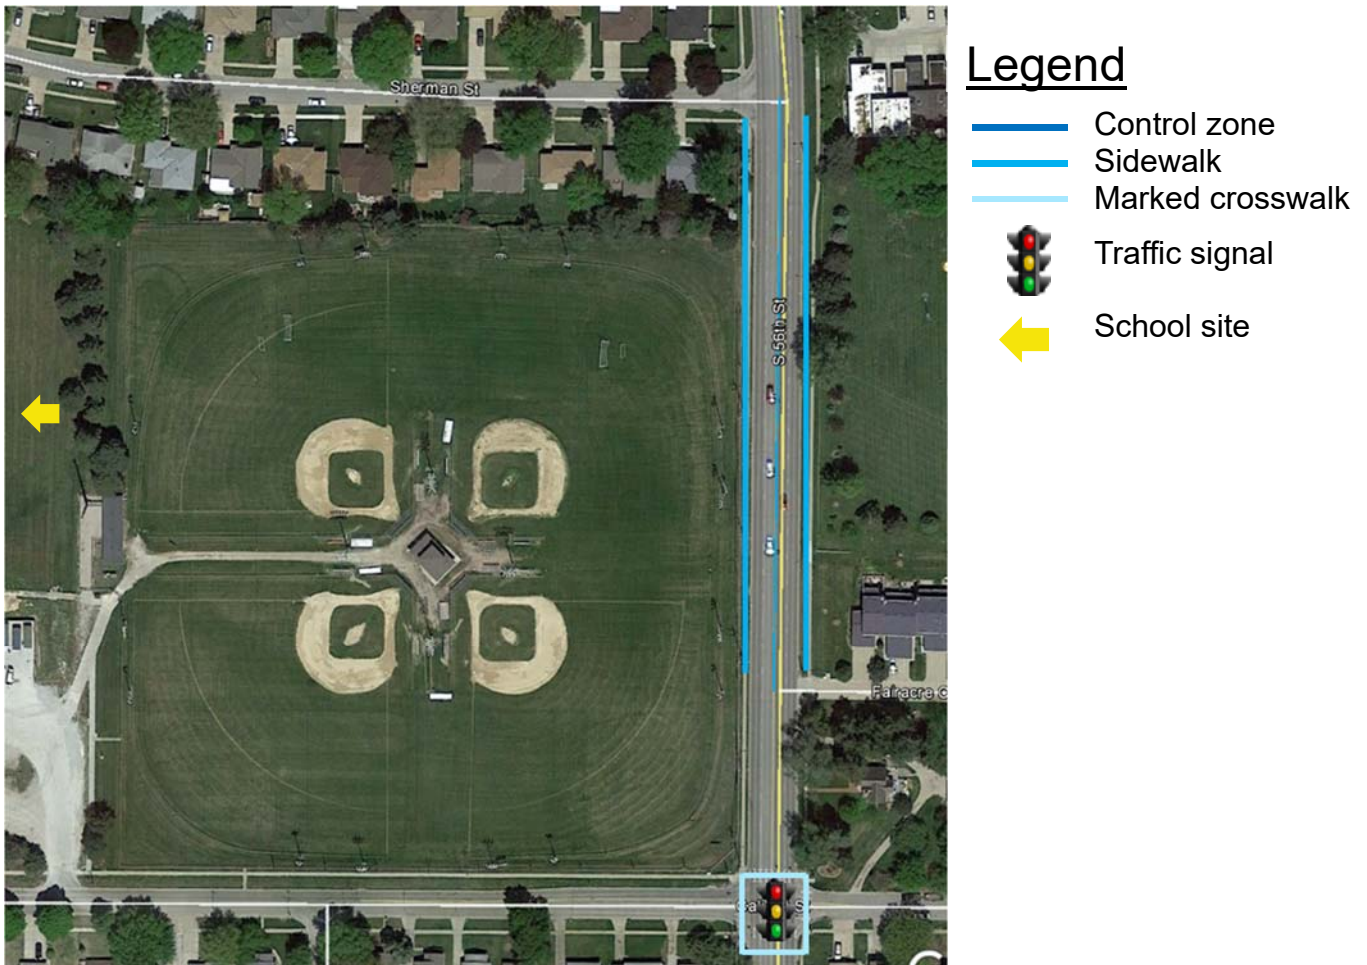 Legend
Control zone
Sidewalk
Marked crosswalk
Traffic signal
School site
Sherman St
S 56th St
Fairacre C